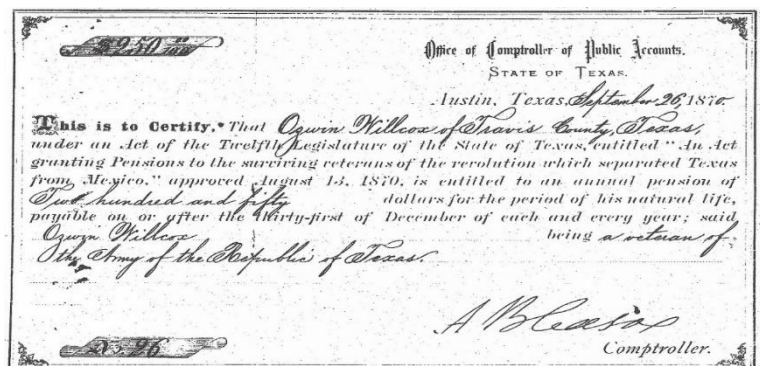 $250 00/100
Office of Comptroller of Public Accounts.
STATE OF TEXAS.
Austin, Texas, September 26, 1870
This is to Certify, That Ozwin Willcox of Travis County, Texas,
under an Act of the Twelfth Legislature of the State of Texas, entitled "An Act
granting Pensions to the surviving veterans of the revolution which separated Texas
from Mexico," approved August 13, 1870, is entitled to an annual pension of
Two hundred and fifty dollars for the period of his natural life,
payable on or after the thirty-first of December of each and every year; said
Ozwin Willcox being a veteran of
the Army of the Republic of Texas.
A Bledsoe
Comptroller.